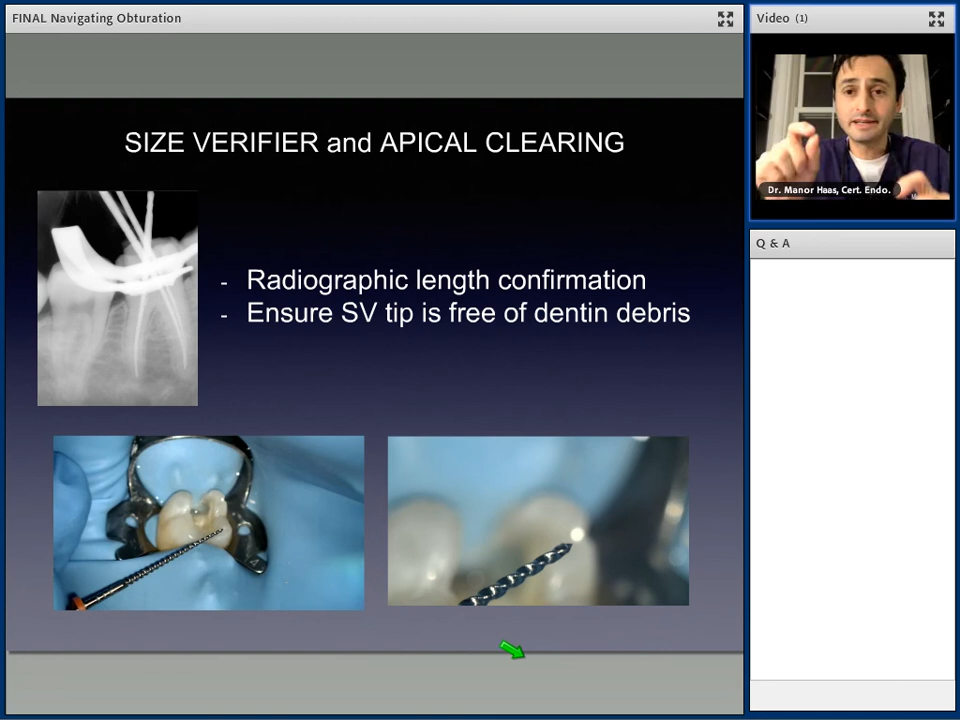 FINAL Navigating Obturation
Video (1)
Dr. Manor Haas, Cert. Endo.
Q & A
SIZE VERIFIER and APICAL CLEARING
- Radiographic length confirmation
- Ensure SV tip is free of dentin debris